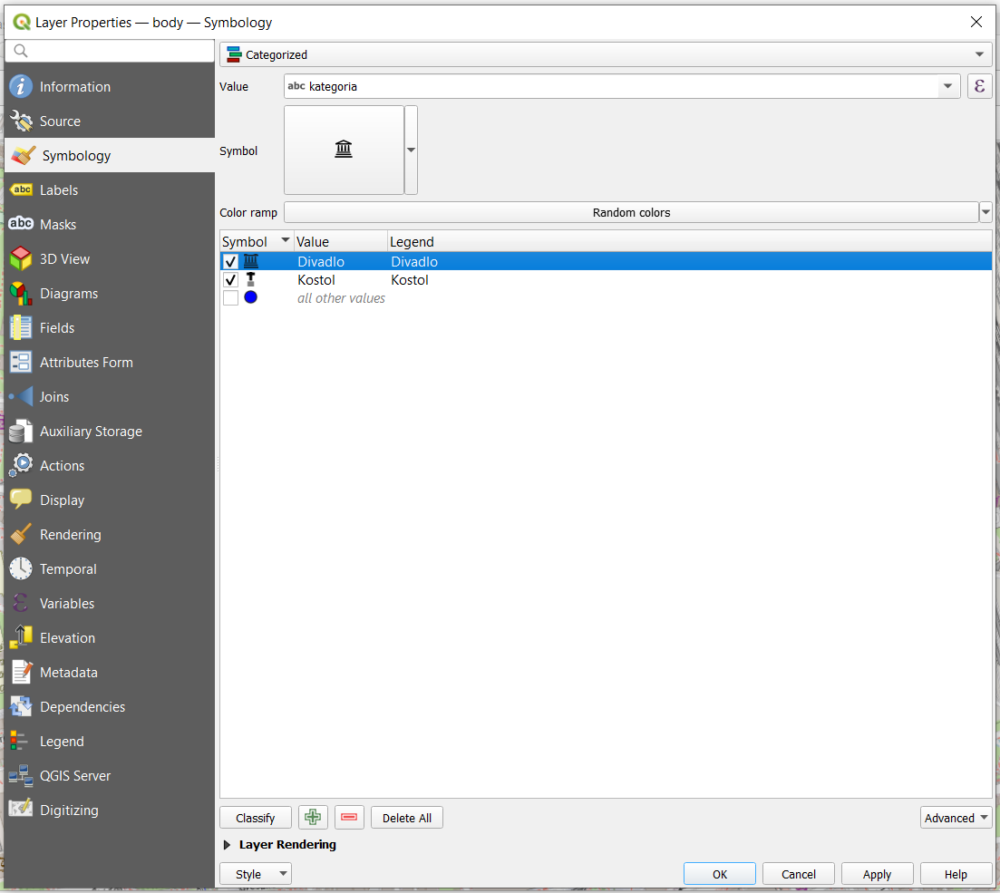 Layer Properties — body — Symbology
Information
Source
Symbology
abc Labels
abc Masks
3D View
Diagrams
Fields
Attributes Form
Joins
Auxiliary Storage
Actions
Display
Rendering
Temporal
Variables
Elevation
Metadata
Dependencies
Legend
QGIS Server
Digitizing
Categorized
Value abc kategoria ε
Symbol
Color ramp Random colors
Symbol Value Legend
Divadlo Divadlo
Kostol Kostol
all other values
Classify Delete All Advanced
Layer Rendering
Style OK Cancel Apply Help